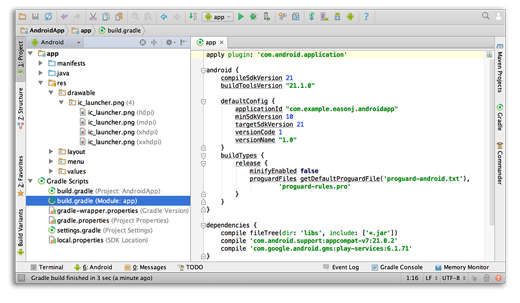 app
AndroidApp
app
build.gradle
Android
app
app
manifests
java
res
drawable
ic_launcher.png (4)
ic_launcher.png (hdpi)
ic_launcher.png (mdpi)
ic_launcher.png (xhdpi)
ic_launcher.png (xxhdpi)
layout
menu
values
Gradle Scripts
build.gradle (Project: AndroidApp)
build.gradle (Module: app)
gradle-wrapper.properties (Gradle Version)
gradle.properties (Project Properties)
settings.gradle (Project Settings)
local.properties (SDK Location)
1: Project
Z: Structure
2: Favorites
Build Variants
apply plugin: 'com.android.application'
android {
compileSdkVersion 21
buildToolsVersion "21.1.0"
defaultConfig {
applicationId "com.example.easonj.androidapp"
minSdkVersion 10
targetSdkVersion 21
versionCode 1
versionName "1.0"
}
buildTypes {
release {
minifyEnabled false
proguardFiles getDefaultProguardFile('proguard-android.txt'),
'proguard-rules.pro'
}
}
}
dependencies {
compile fileTree(dir: 'libs', include: ['*.jar'])
compile 'com.android.support:appcompat-v7:21.0.2'
compile 'com.google.android.gms:play-services:6.1.71'
}
Maven Projects
Gradle
Commander
Terminal
6: Android
0: Messages
TODO
Event Log
Gradle Console
Memory Monitor
Gradle build finished in 3 sec (a minute ago)
1:16
LF
UTF-8